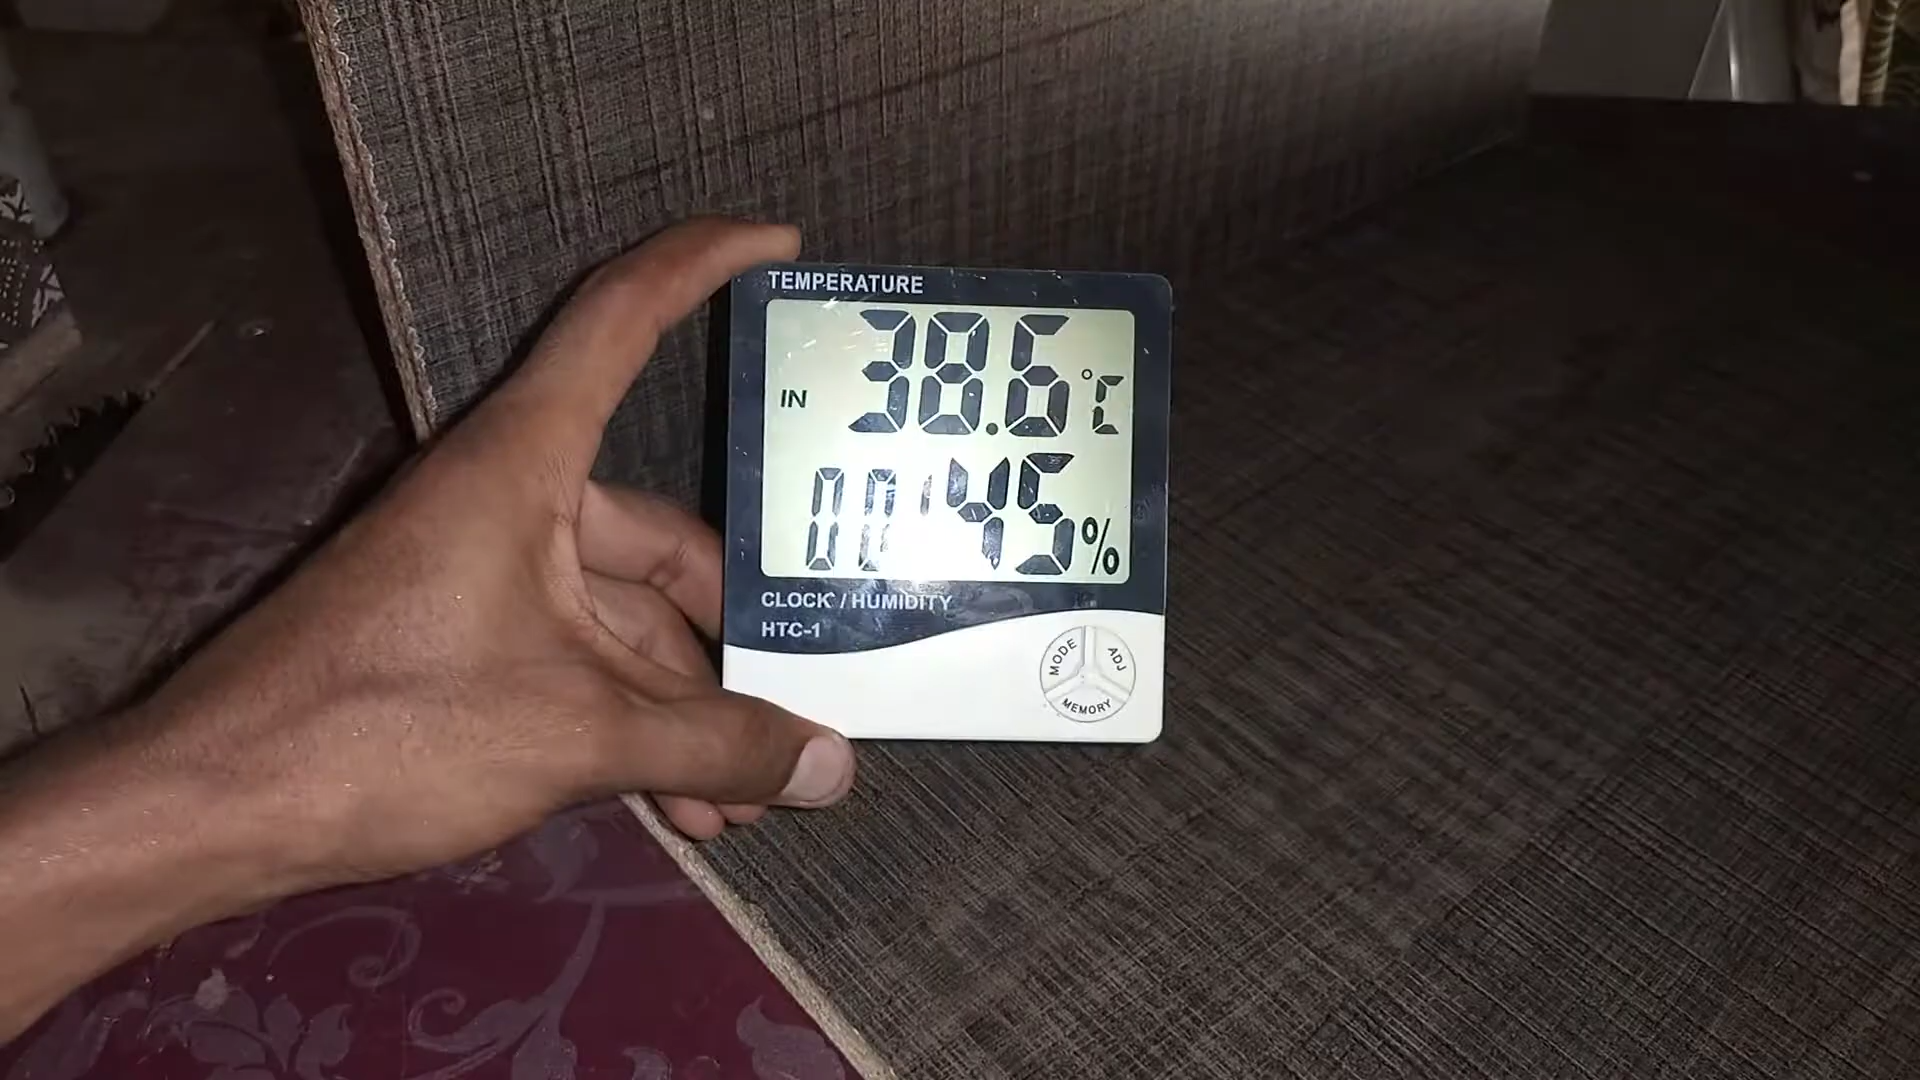 TEMPERATURE
IN 38.6 °C
45%
CLOCK / HUMIDITY
HTC-1
MODE
ADJ
MEMORY